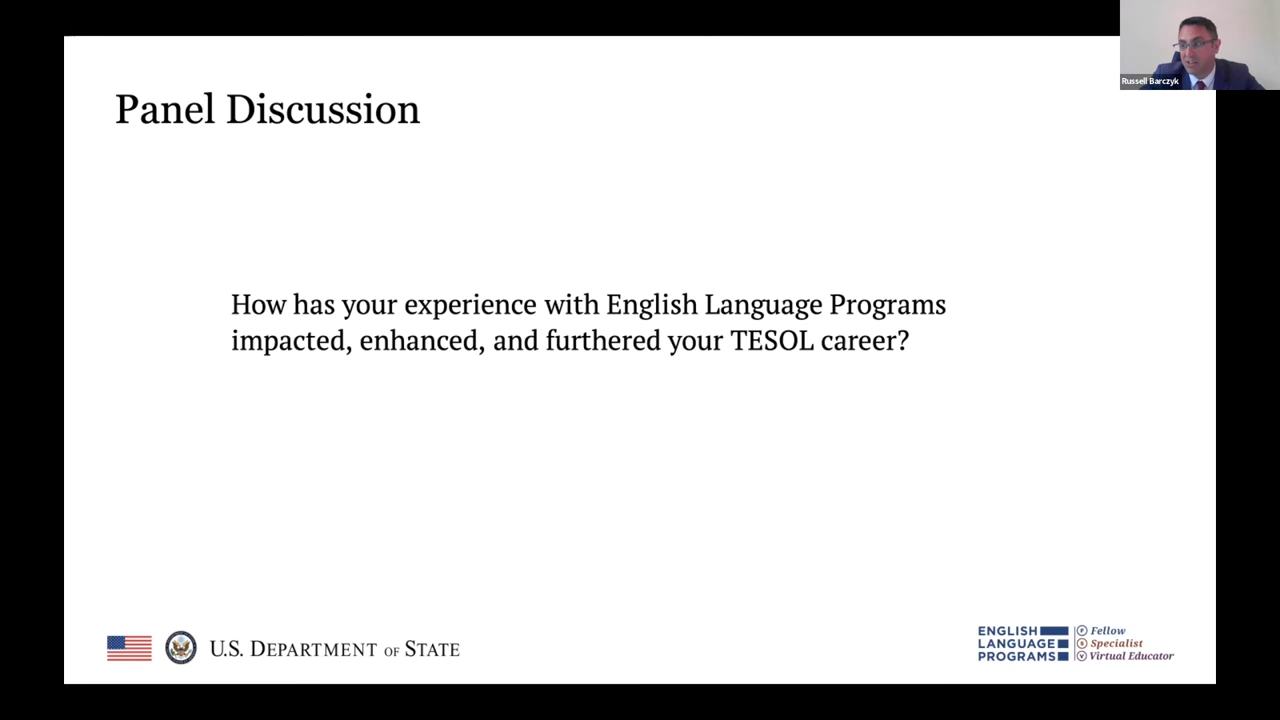 Russell Barczyk
Panel Discussion
How has your experience with English Language Programs
impacted, enhanced, and furthered your TESOL career?
U.S. DEPARTMENT OF STATE
ENGLISH
LANGUAGE
PROGRAMS
F Fellow
S Specialist
V Virtual Educator